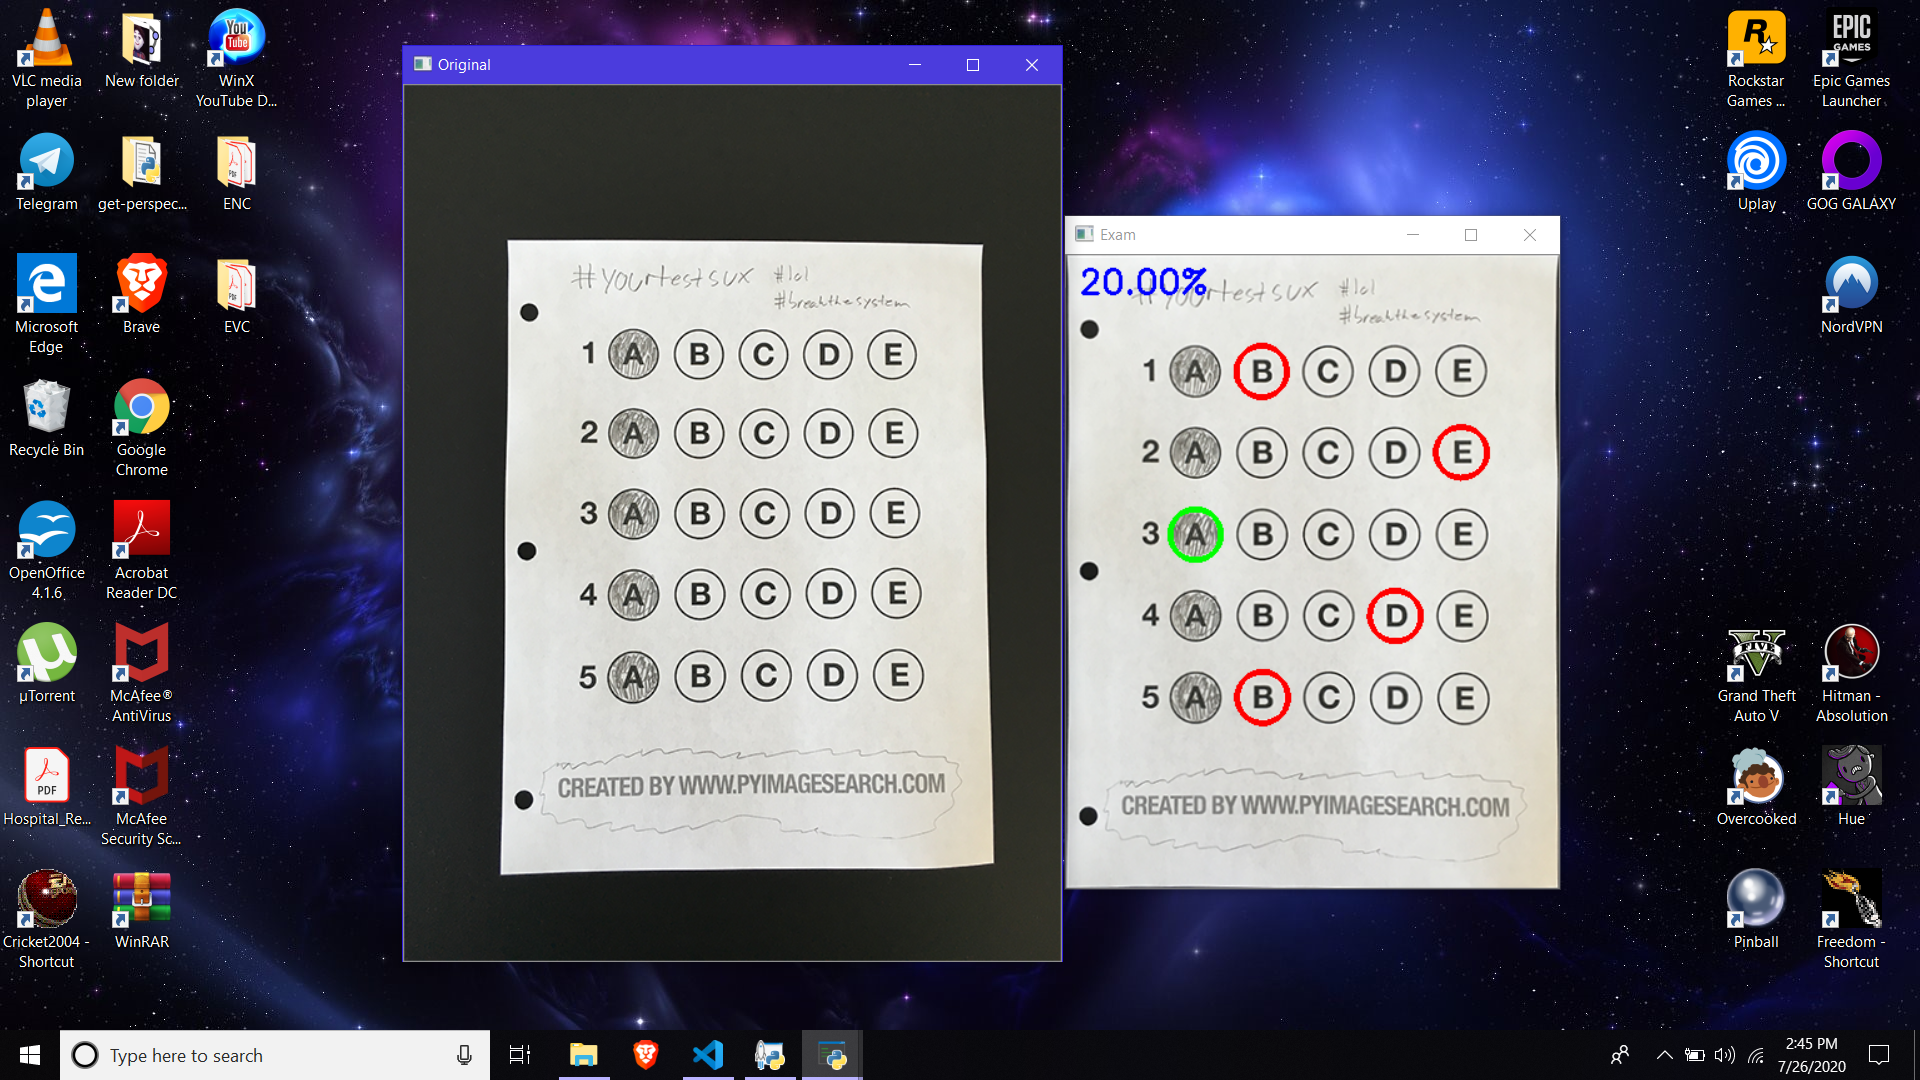 VLC media player
New folder
WinX YouTube D...
Telegram
get-perspec...
ENC
Microsoft Edge
Brave
EVC
Recycle Bin
Google Chrome
OpenOffice 4.1.6
Acrobat Reader DC
µTorrent
McAfee® AntiVirus
PDF
Hospital_Re...
McAfee Security Sc...
Cricket2004 - Shortcut
WinRAR
Original
#yourtestsux #lol
#breakthesystem
1 A B C D E
2 A B C D E
3 A B C D E
4 A B C D E
5 A B C D E
CREATED BY WWW.PYIMAGESEARCH.COM
Exam
20.00%
#yourtestsux #lol
#breakthesystem
1 A B C D E
2 A B C D E
3 A B C D E
4 A B C D E
5 A B C D E
CREATED BY WWW.PYIMAGESEARCH.COM
Rockstar Games ...
EPIC GAMES
Epic Games Launcher
Uplay
GOG GALAXY
NordVPN
FIVE
Grand Theft Auto V
Hitman - Absolution
Overcooked
Hue
Pinball
Freedom - Shortcut
Type here to search
2:45 PM
7/26/2020